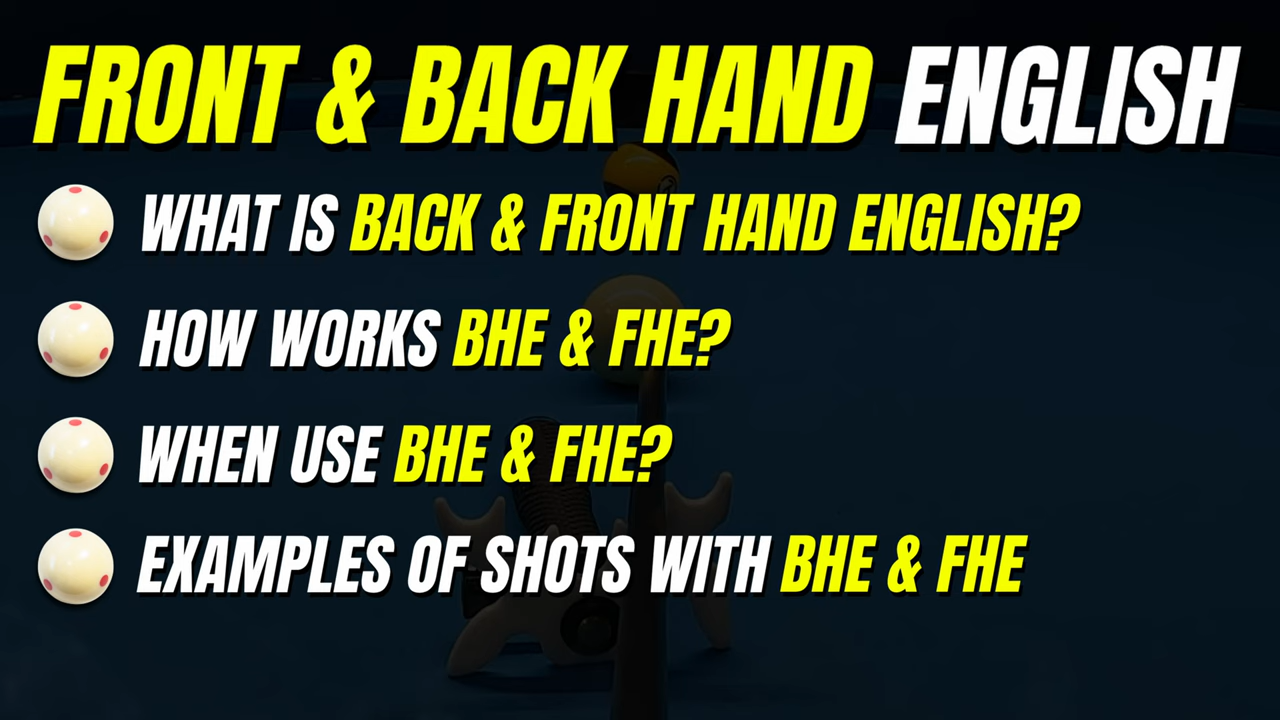 FRONT & BACK HAND ENGLISH
WHAT IS BACK & FRONT HAND ENGLISH?
HOW WORKS BHE & FHE?
WHEN USE BHE & FHE?
EXAMPLES OF SHOTS WITH BHE & FHE